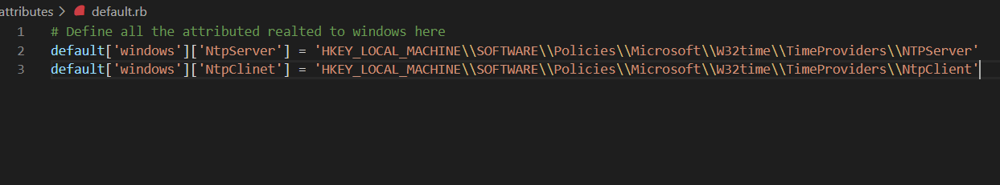 attributes > default.rb
1 # Define all the attributed realted to windows here
2 default['windows']['NtpServer'] = 'HKEY_LOCAL_MACHINE\\SOFTWARE\\Policies\\Microsoft\\W32time\\TimeProviders\\NTPServer'
3 default['windows']['NtpClinet'] = 'HKEY_LOCAL_MACHINE\\SOFTWARE\\Policies\\Microsoft\\W32time\\TimeProviders\\NtpClient'